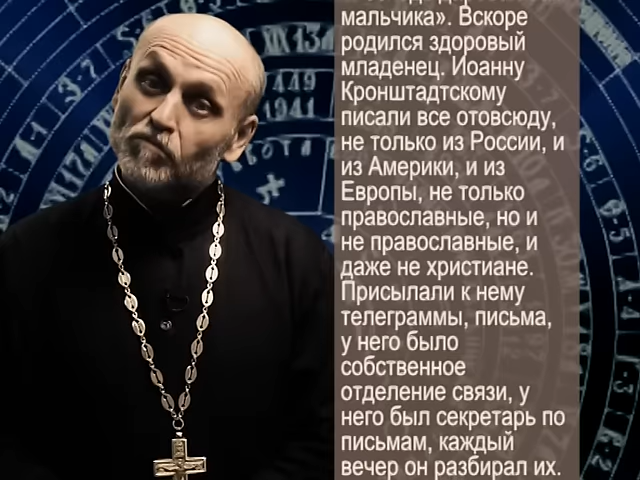 мальчика». Вскоре
родился здоровый
младенец. Иоанну
Кронштадтскому
писали все отовсюду,
не только из России, и
из Америки, и из
Европы, не только
православные, но и
не православные, и
даже не христиане.
Присылали к нему
телеграммы, письма,
у него было
собственное
отделение связи, у
него был секретарь по
письмам, каждый
вечер он разбирал их.
449
1941